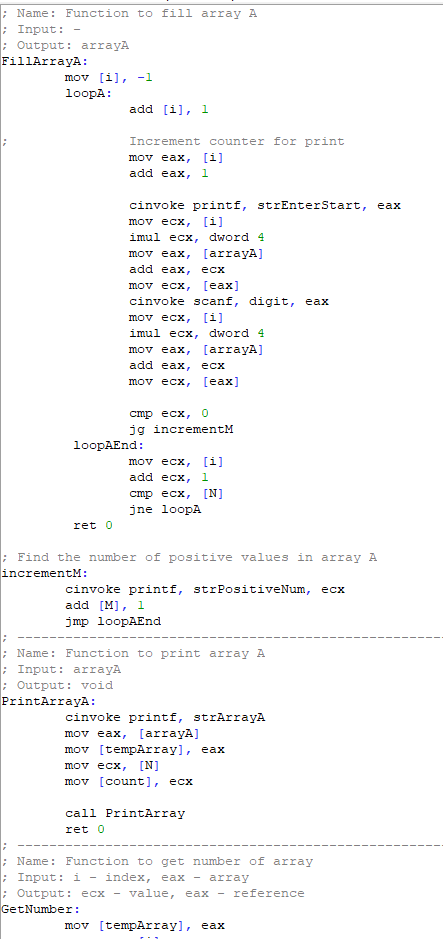 ; Name: Function to fill array A
; Input: -
; Output: arrayA
FillArrayA:
mov [i], -1
loopA:
add [i], 1
; Increment counter for print
mov eax, [i]
add eax, 1
cinvoke printf, strEnterStart, eax
mov ecx, [i]
imul ecx, dword 4
mov eax, [arrayA]
add eax, ecx
mov ecx, [eax]
cinvoke scanf, digit, eax
mov ecx, [i]
imul ecx, dword 4
mov eax, [arrayA]
add eax, ecx
mov ecx, [eax]
cmp ecx, 0
jg incrementM
loopAEnd:
mov ecx, [i]
add ecx, 1
cmp ecx, [N]
jne loopA
ret 0
; Find the number of positive values in array A
incrementM:
cinvoke printf, strPositiveNum, ecx
add [M], 1
jmp loopAEnd
; ------------------------------------------------------
; Name: Function to print array A
; Input: arrayA
; Output: void
PrintArrayA:
cinvoke printf, strArrayA
mov eax, [arrayA]
mov [tempArray], eax
mov ecx, [N]
mov [count], ecx
call PrintArray
ret 0
; ------------------------------------------------------
; Name: Function to get number of array
; Input: i - index, eax - array
; Output: ecx - value, eax - reference
GetNumber:
mov [tempArray], eax